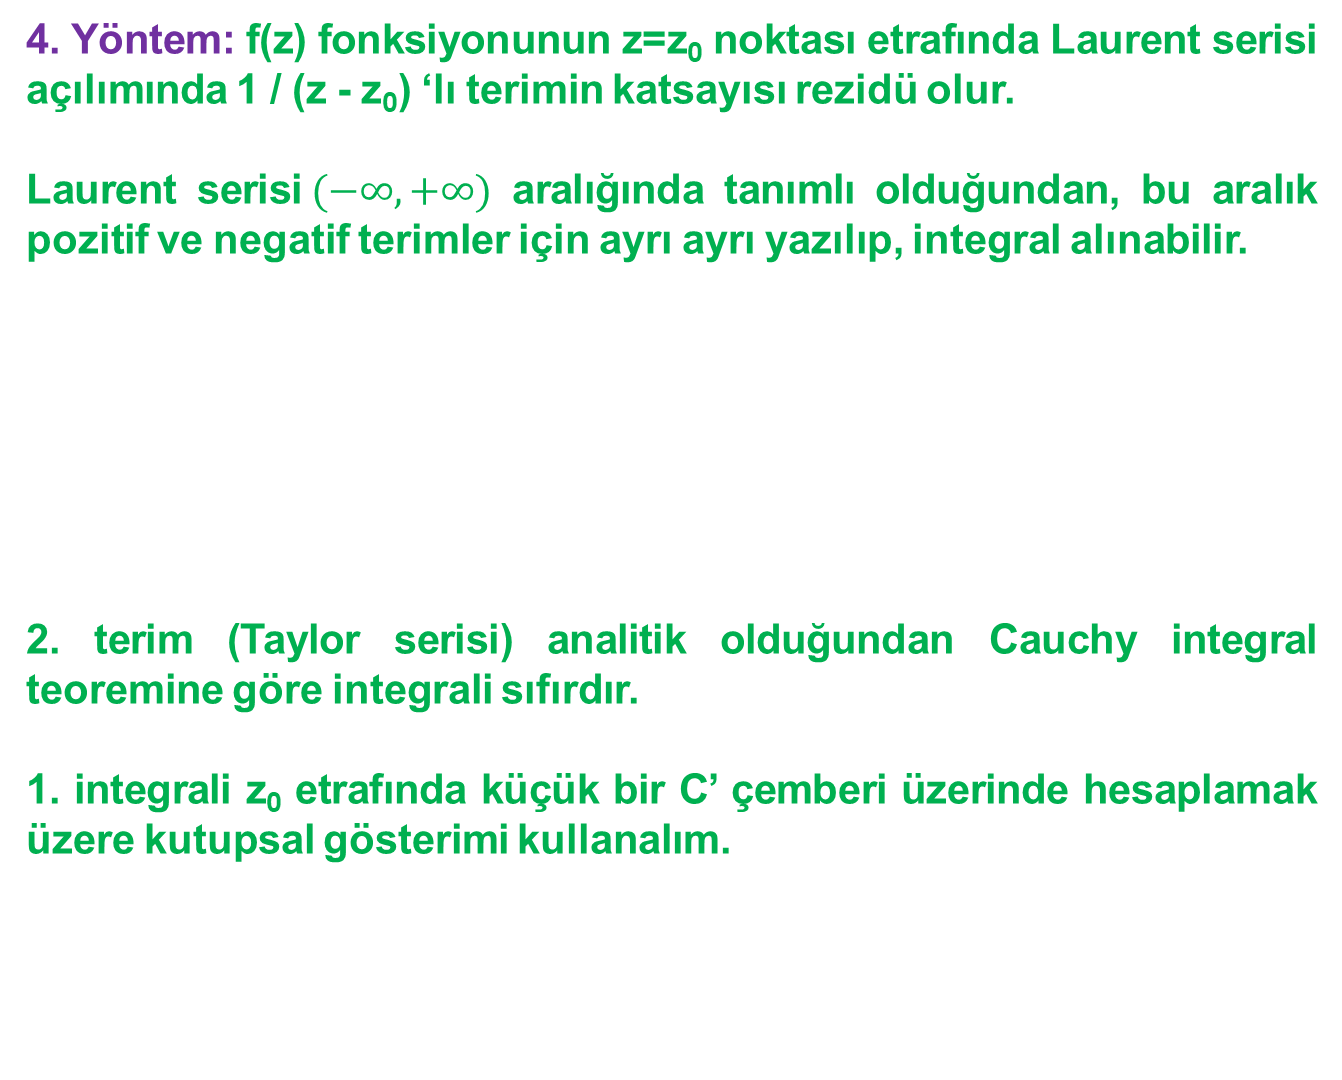 4. Yöntem: f(z) fonksiyonunun z=z₀ noktası etrafında Laurent serisi
açılımında 1 / (z - z₀) ‘lı terimin katsayısı rezidü olur.
Laurent serisi (−∞, +∞) aralığında tanımlı olduğundan, bu aralık
pozitif ve negatif terimler için ayrı ayrı yazılıp, integral alınabilir.
2. terim (Taylor serisi) analitik olduğundan Cauchy integral
teoremine göre integrali sıfırdır.
1. integrali z₀ etrafında küçük bir C’ çemberi üzerinde hesaplamak
üzere kutupsal gösterimi kullanalım.